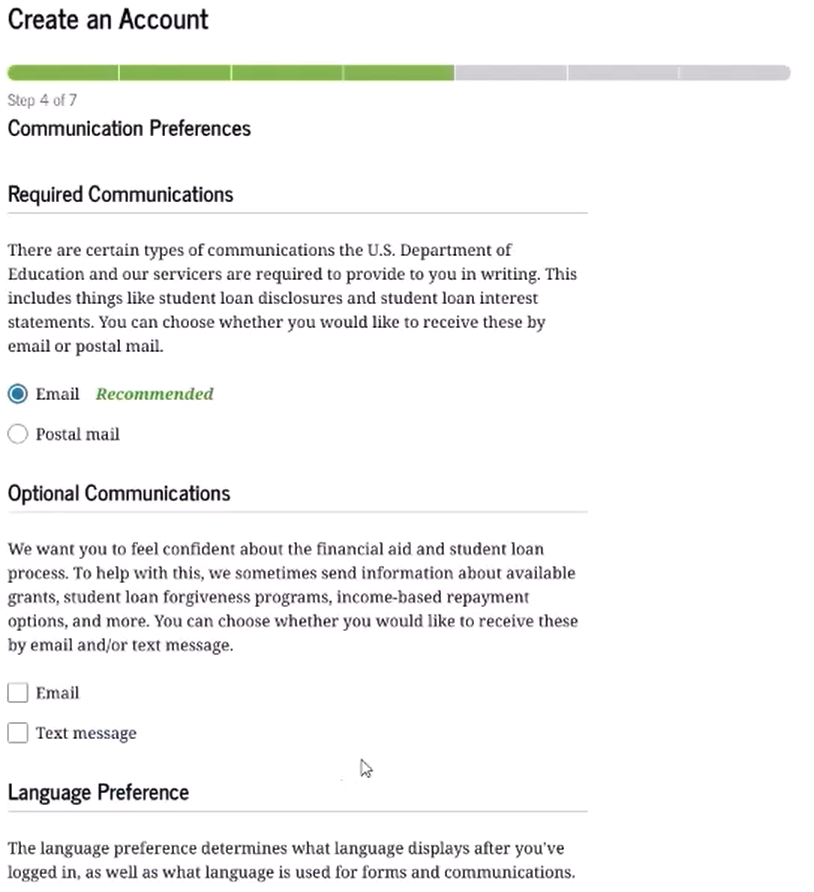 Create an Account
Step 4 of 7
Communication Preferences
Required Communications
There are certain types of communications the U.S. Department of
Education and our servicers are required to provide to you in writing. This
includes things like student loan disclosures and student loan interest
statements. You can choose whether you would like to receive these by
email or postal mail.
Email Recommended
Postal mail
Optional Communications
We want you to feel confident about the financial aid and student loan
process. To help with this, we sometimes send information about available
grants, student loan forgiveness programs, income-based repayment
options, and more. You can choose whether you would like to receive these
by email and/or text message.
Email
Text message
Language Preference
The language preference determines what language displays after you've
logged in, as well as what language is used for forms and communications.